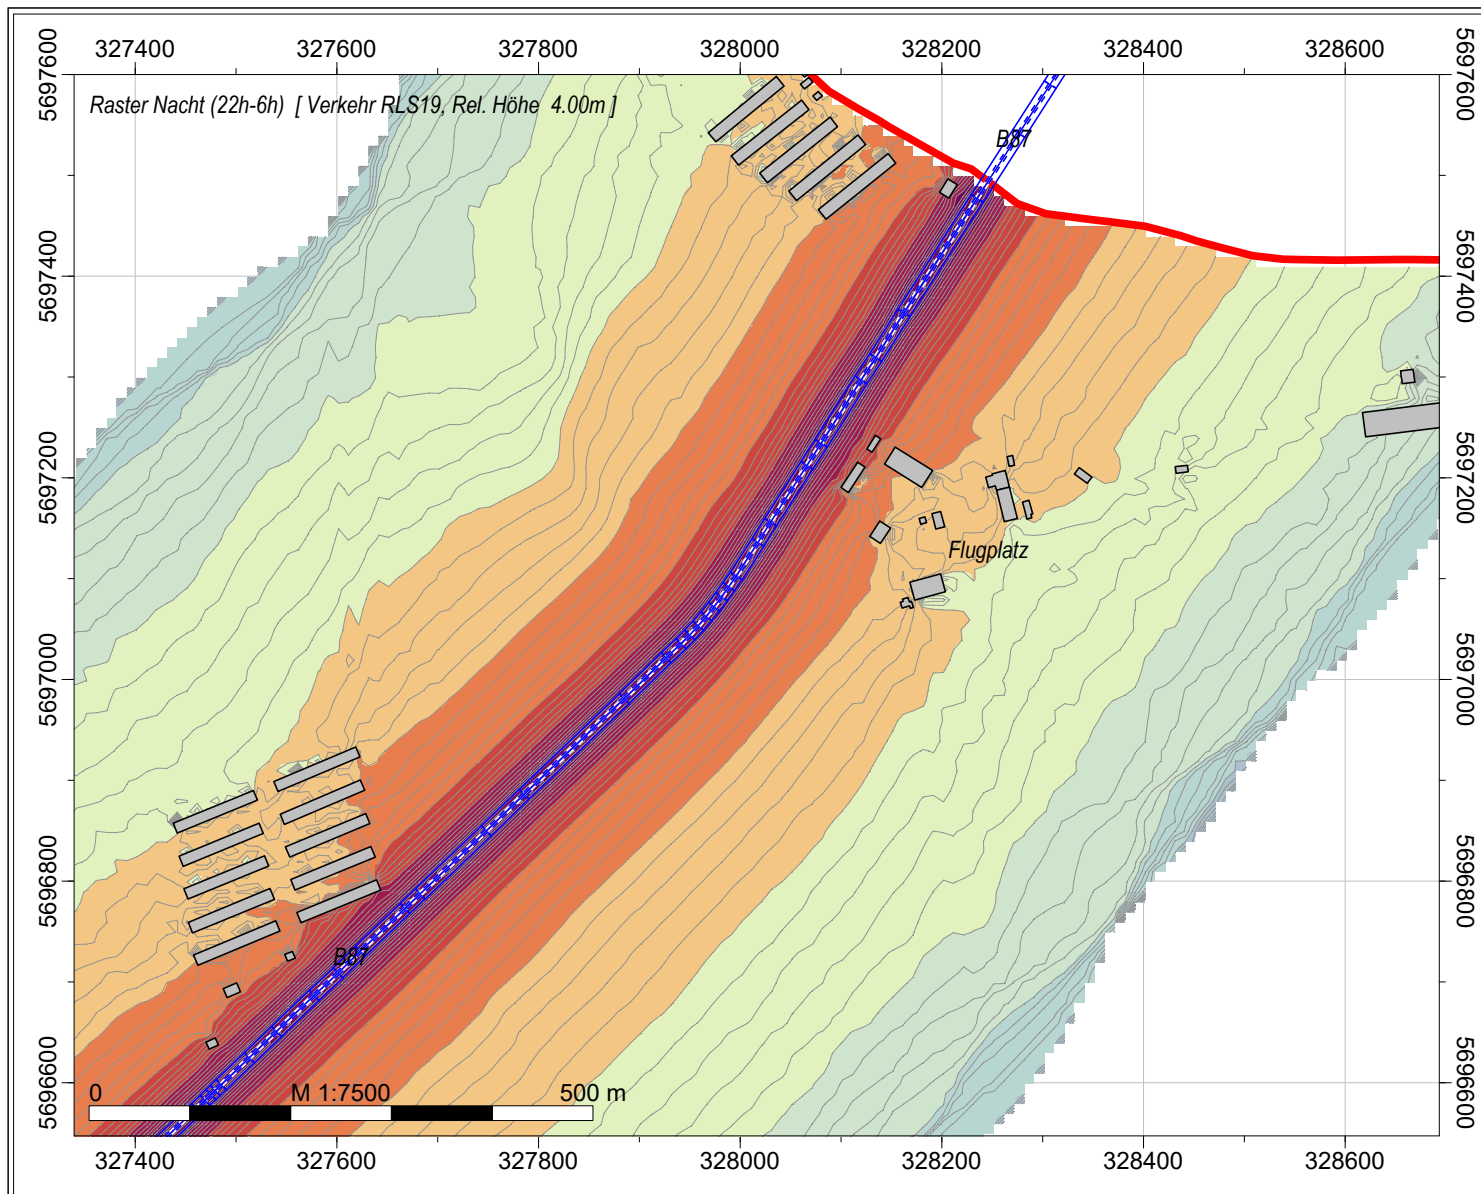 327400 327600 327800 328000 328200 328400 328600
5697600 5697600
Raster Nacht (22h-6h) [ Verkehr RLS19, Rel. Höhe 4.00m ]
B87
5697400 5697400
5697200 5697200
Flugplatz
5697000 5697000
5696800 5696800
B87
5696600 5696600
0 M 1:7500 500 m
327400 327600 327800 328000 328200 328400 328600